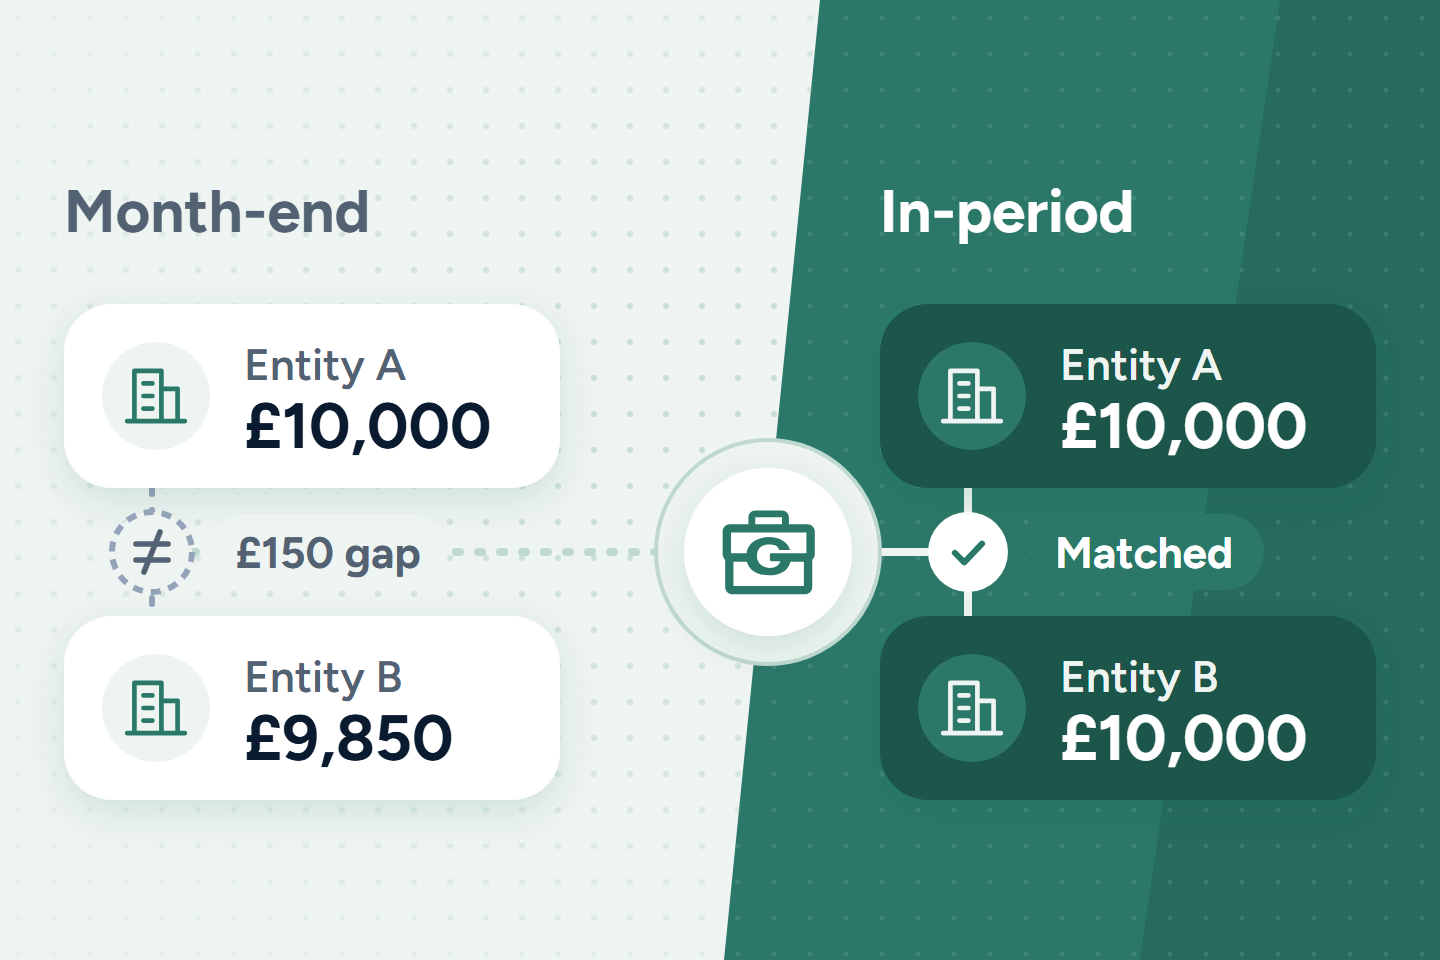 Month-end
Entity A
£10,000
≠
£150 gap
Entity B
£9,850
G
In-period
Entity A
£10,000
Matched
Entity B
£10,000